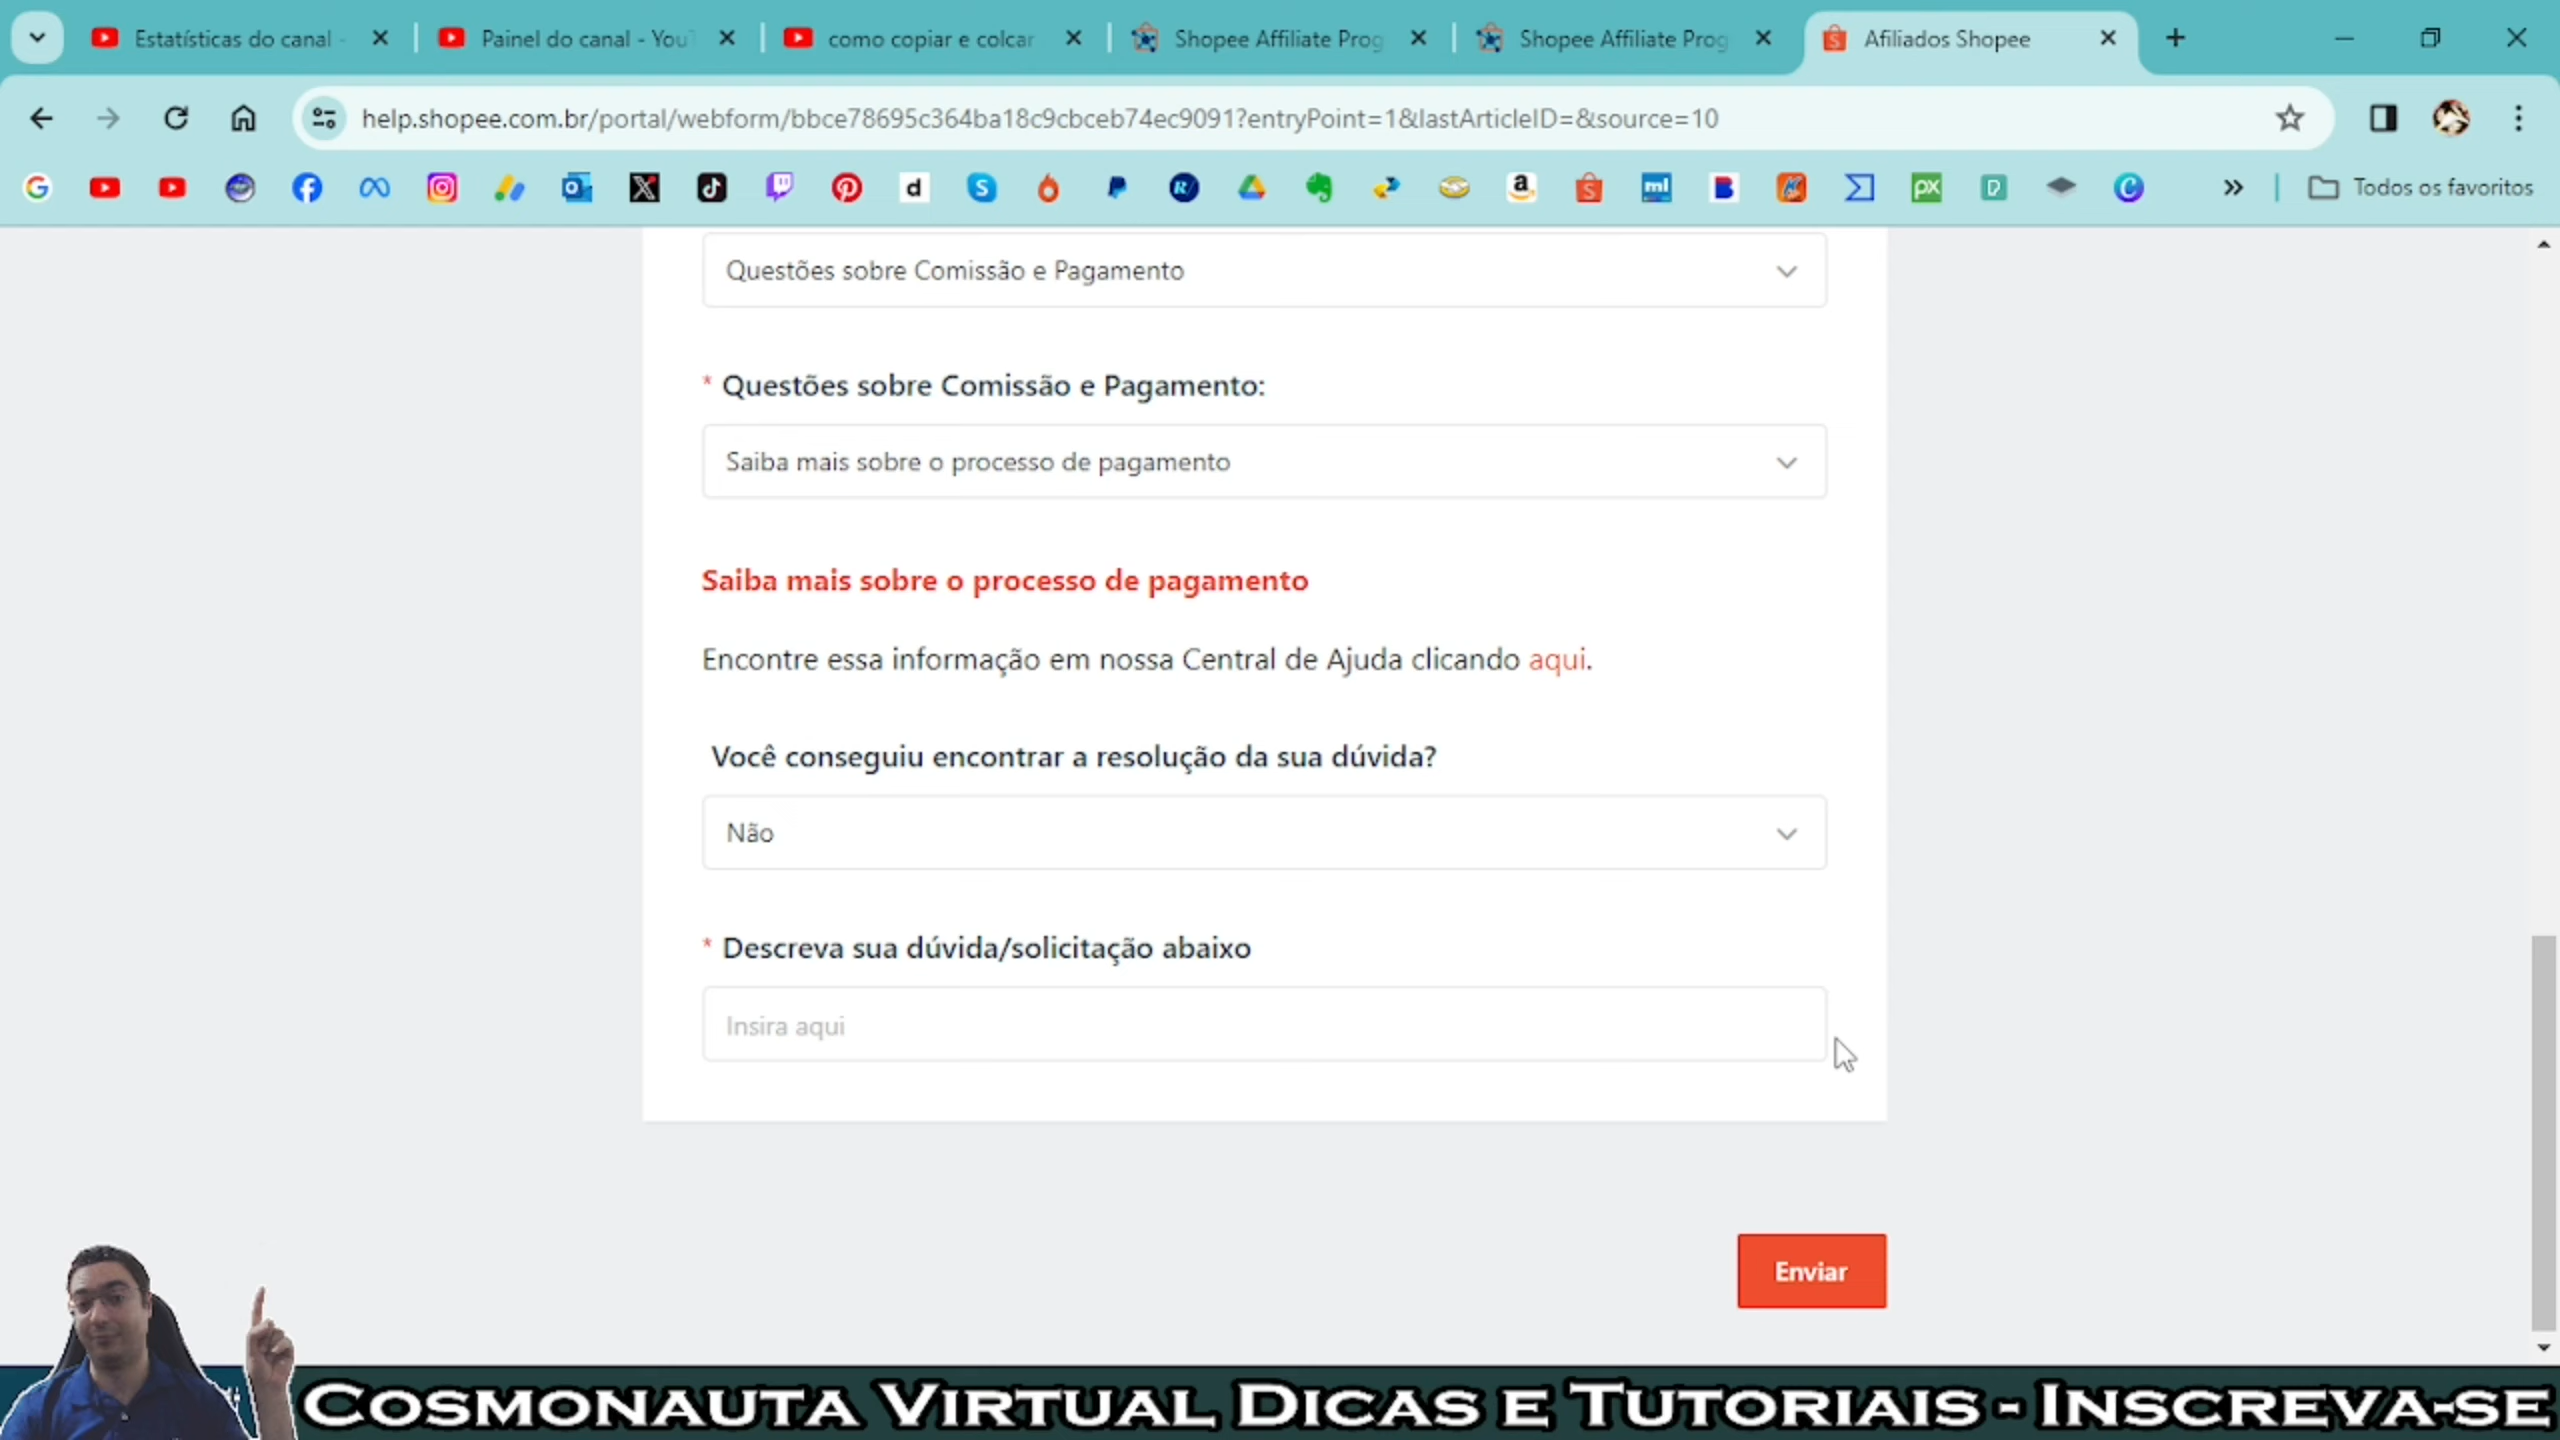 Estatísticas do canal -
Painel do canal - You
como copiar e colcar
Shopee Affiliate Prog
Shopee Affiliate Prog
Afiliados Shopee
help.shopee.com.br/portal/webform/bbce78695c364ba18c9cbceb74ec9091?entryPoint=1&lastArticleID=&source=10
Todos os favoritos
Questões sobre Comissão e Pagamento
* Questões sobre Comissão e Pagamento:
Saiba mais sobre o processo de pagamento
Saiba mais sobre o processo de pagamento
Encontre essa informação em nossa Central de Ajuda clicando aqui.
Você conseguiu encontrar a resolução da sua dúvida?
Não
* Descreva sua dúvida/solicitação abaixo
Insira aqui
Enviar
Cosmonauta Virtual Dicas e Tutoriais - Inscreva-se